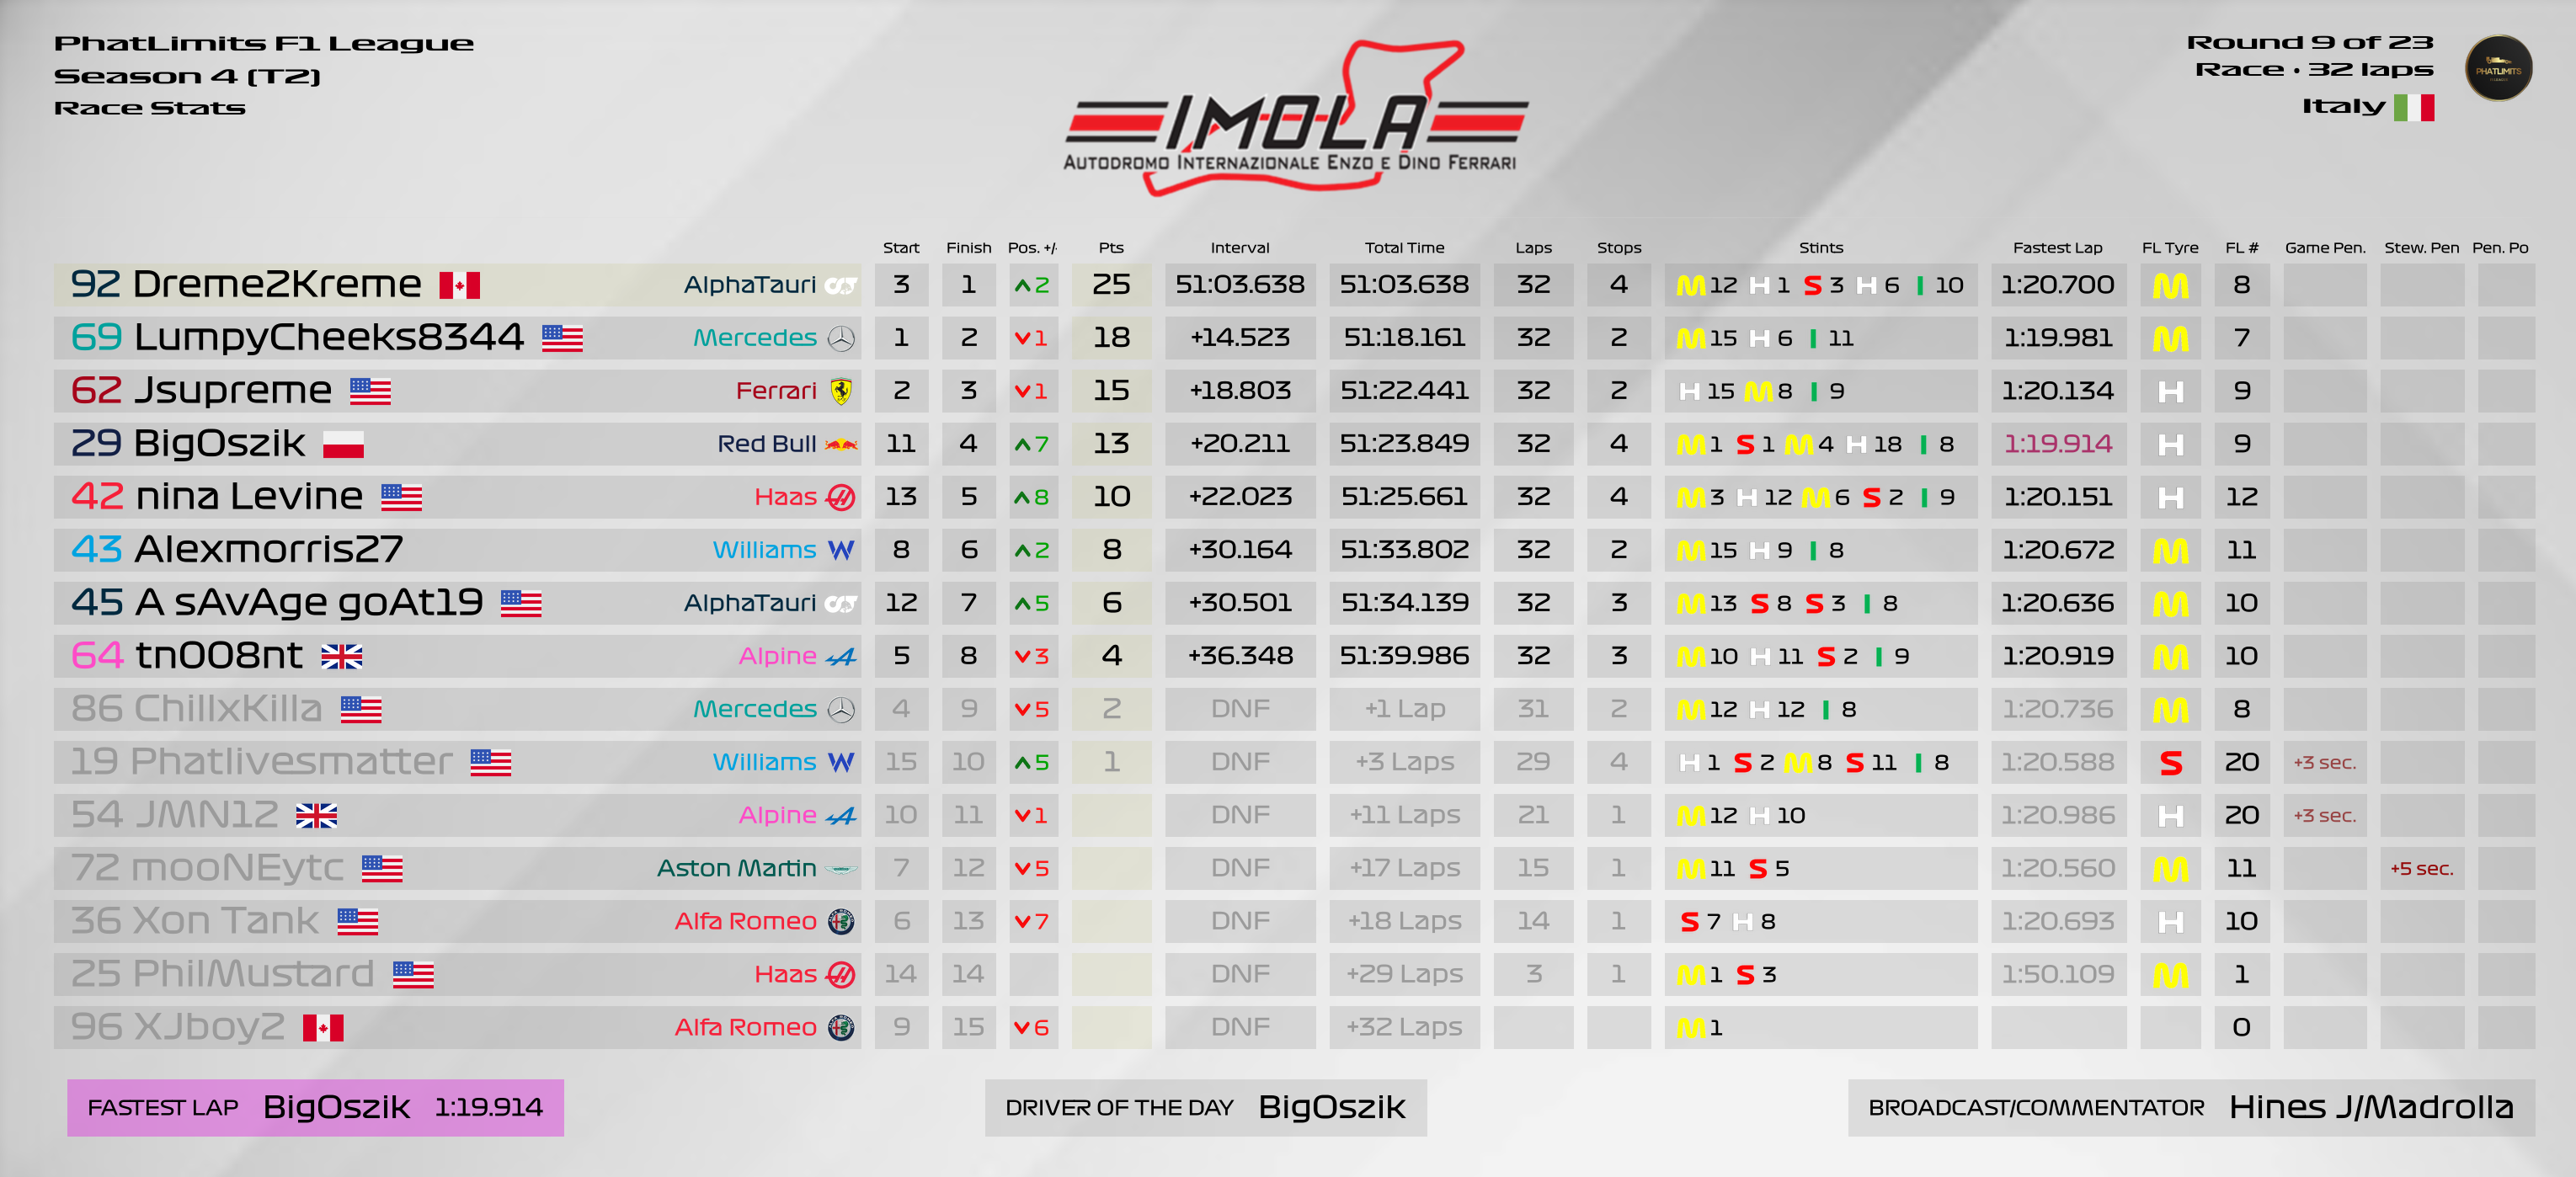 PhatLimits F1 League
Season 4 (T2)
Race Stats
IMOLA
AUTODROMO INTERNAZIONALE ENZO E DINO FERRARI
Round 9 of 23
Race • 32 laps
Italy
PHATLIMITS
Start Finish Pos. +/- Pts Interval Total Time Laps Stops Stints Fastest Lap FL Tyre FL # Game Pen. Stew. Pen Pen. Po
92 Dreme2Kreme AlphaTauri 3 1 2 25 51:03.638 51:03.638 32 4 M 12 H 1 S 3 H 6 I 10 1:20.700 M 8
69 LumpyCheeks8344 Mercedes 1 2 1 18 +14.523 51:18.161 32 2 M 15 H 6 I 11 1:19.981 M 7
62 Jsupreme Ferrari 2 3 1 15 +18.803 51:22.441 32 2 H 15 M 8 I 9 1:20.134 H 9
29 BigOszik Red Bull 11 4 7 13 +20.211 51:23.849 32 4 M 1 S 1 M 4 H 18 I 8 1:19.914 H 9
42 nina Levine Haas 13 5 8 10 +22.023 51:25.661 32 4 M 3 H 12 M 6 S 2 I 9 1:20.151 H 12
43 Alexmorris27 Williams W 8 6 2 8 +30.164 51:33.802 32 2 M 15 H 9 I 8 1:20.672 M 11
45 A sAvAge goAt19 AlphaTauri 12 7 5 6 +30.501 51:34.139 32 3 M 13 S 8 S 3 I 8 1:20.636 M 10
64 tn008nt Alpine 5 8 3 4 +36.348 51:39.986 32 3 M 10 H 11 S 2 I 9 1:20.919 M 10
86 ChillxKilla Mercedes 4 9 5 2 DNF +1 Lap 31 2 M 12 H 12 I 8 1:20.736 M 8
19 Phatlivesmatter Williams W 15 10 5 1 DNF +3 Laps 29 4 H 1 S 2 M 8 S 11 I 8 1:20.588 S 20 +3 sec.
54 JMN12 Alpine 10 11 1 DNF +11 Laps 21 1 M 12 H 10 1:20.986 H 20 +3 sec.
72 mooNEytc Aston Martin 7 12 5 DNF +17 Laps 15 1 M 11 S 5 1:20.560 M 11 +5 sec.
36 Xon Tank Alfa Romeo 6 13 7 DNF +18 Laps 14 1 S 7 H 8 1:20.693 H 10
25 PhilMustard Haas 14 14 DNF +29 Laps 3 1 M 1 S 3 1:50.109 M 1
96 XJboy2 Alfa Romeo 9 15 6 DNF +32 Laps M 1 0
FASTEST LAP BigOszik 1:19.914
DRIVER OF THE DAY BigOszik
BROADCAST/COMMENTATOR Hines J/Madrolla